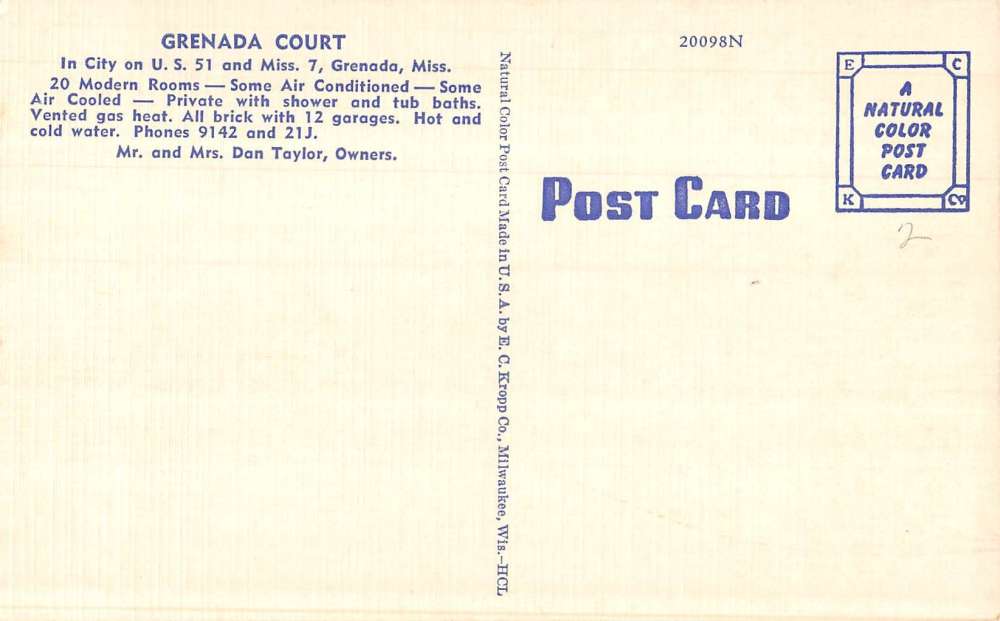 GRENADA COURT
In City on U. S. 51 and Miss. 7, Grenada, Miss.
20 Modern Rooms — Some Air Conditioned — Some
Air Cooled — Private with shower and tub baths.
Vented gas heat. All brick with 12 garages. Hot and
cold water. Phones 9142 and 21J.
Mr. and Mrs. Dan Taylor, Owners.
Natural Color Post Card Made in U. S. A. by E. C. Kropp Co., Milwaukee, Wis.-HCL
20098N
E C
A
NATURAL
COLOR
POST
CARD
K Co
POST CARD
2